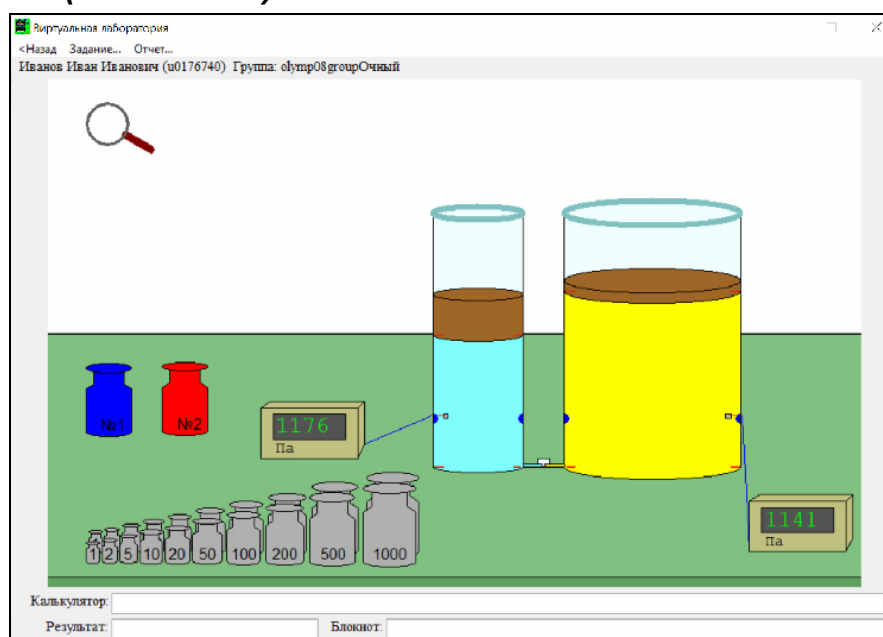 Виртуальная лаборатория
<Назад Задание... Отчет...
Иванов Иван Иванович (u0176740) Группа: olymp08groupОчный
№1 №2
1176
Па
1141
Па
1 2 5 10 20 50 100 200 500 1000
Калькулятор:
Результат: Блокнот: